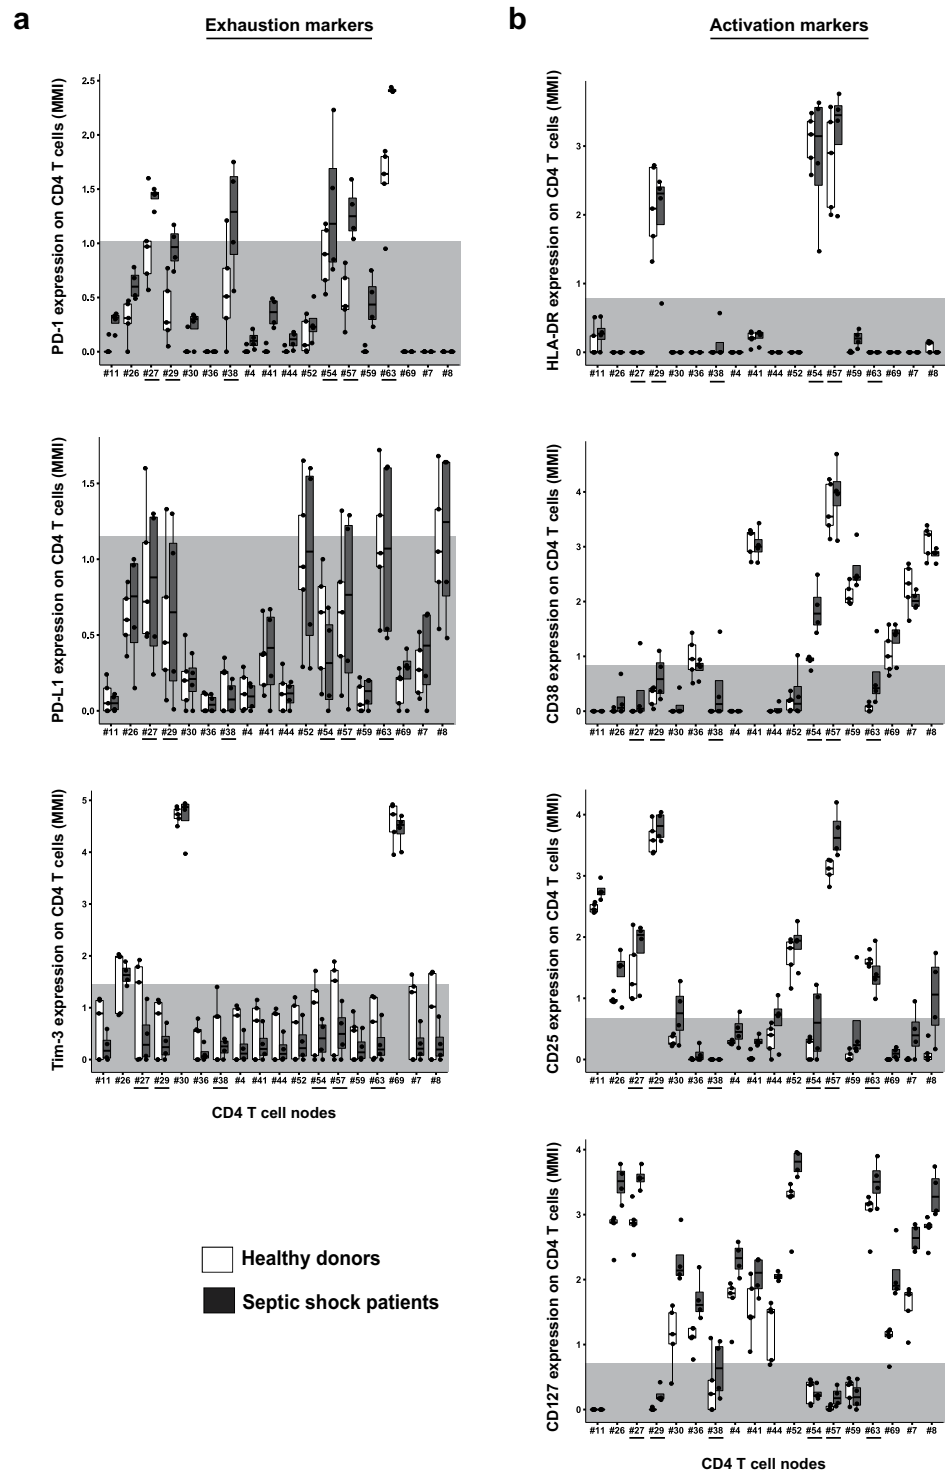 a
Exhaustion markers
PD-1 expression on CD4 T cells (MMI)
2.5
2.0
1.5
1.0
0.5
0.0
#11 #26 #27 #29 #30 #36 #38 #4 #41 #44 #52 #54 #57 #59 #63 #69 #7 #8
PD-L1 expression on CD4 T cells (MMI)
1.5
1.0
0.5
0.0
#11 #26 #27 #29 #30 #36 #38 #4 #41 #44 #52 #54 #57 #59 #63 #69 #7 #8
Tim-3 expression on CD4 T cells (MMI)
5
4
3
2
1
0
#11 #26 #27 #29 #30 #36 #38 #4 #41 #44 #52 #54 #57 #59 #63 #69 #7 #8
CD4 T cell nodes
Healthy donors
Septic shock patients
b
Activation markers
HLA-DR expression on CD4 T cells (MMI)
3
2
1
0
#11 #26 #27 #29 #30 #36 #38 #4 #41 #44 #52 #54 #57 #59 #63 #69 #7 #8
CD38 expression on CD4 T cells (MMI)
4
3
2
1
0
#11 #26 #27 #29 #30 #36 #38 #4 #41 #44 #52 #54 #57 #59 #63 #69 #7 #8
CD25 expression on CD4 T cells (MMI)
4
3
2
1
0
#11 #26 #27 #29 #30 #36 #38 #4 #41 #44 #52 #54 #57 #59 #63 #69 #7 #8
CD127 expression on CD4 T cells (MMI)
4
3
2
1
0
#11 #26 #27 #29 #30 #36 #38 #4 #41 #44 #52 #54 #57 #59 #63 #69 #7 #8
CD4 T cell nodes